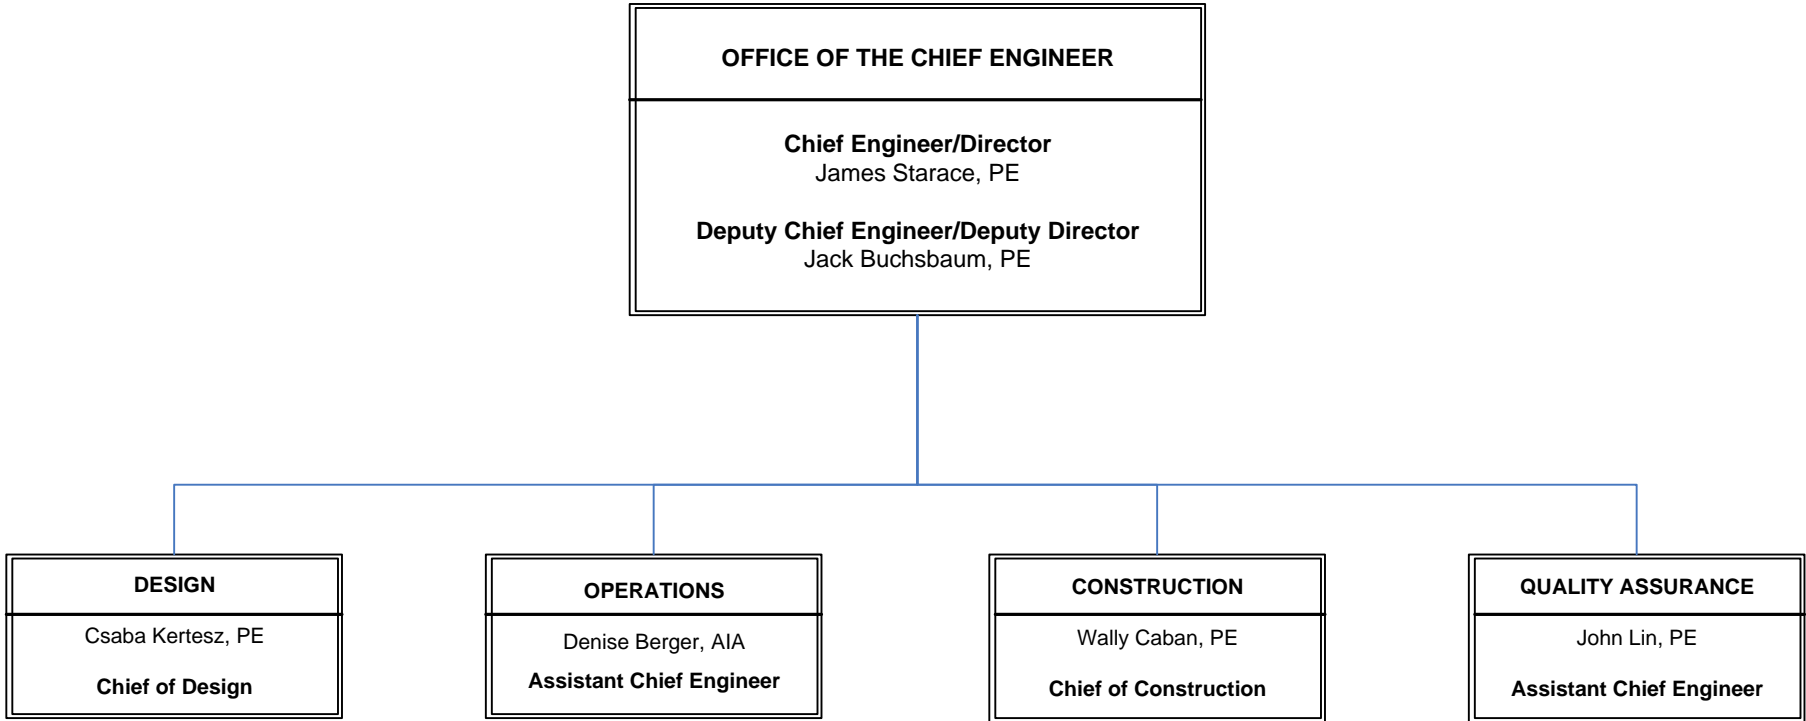 OFFICE OF THE CHIEF ENGINEER
Chief Engineer/Director
James Starace, PE
Deputy Chief Engineer/Deputy Director
Jack Buchsbaum, PE
DESIGN
Csaba Kertesz, PE
Chief of Design
OPERATIONS
Denise Berger, AIA
Assistant Chief Engineer
CONSTRUCTION
Wally Caban, PE
Chief of Construction
QUALITY ASSURANCE
John Lin, PE
Assistant Chief Engineer